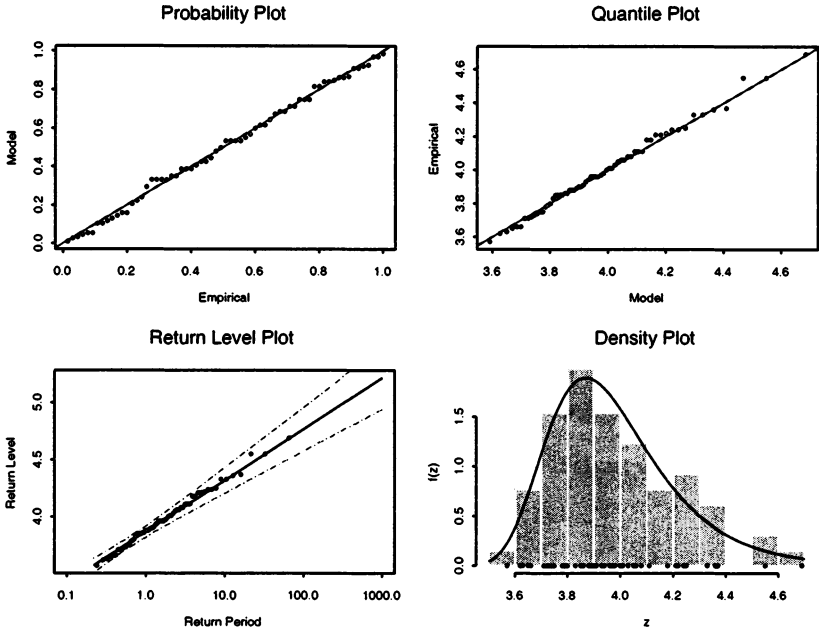 Probability Plot
Model
0.0 0.2 0.4 0.6 0.8 1.0
0.0 0.2 0.4 0.6 0.8 1.0
Empirical
Quantile Plot
Empirical
3.6 3.8 4.0 4.2 4.4 4.6
3.6 3.8 4.0 4.2 4.4 4.6
Model
Return Level Plot
Return Level
4.0 4.5 5.0
0.1 1.0 10.0 100.0 1000.0
Return Period
Density Plot
f(z)
0.0 0.5 1.0 1.5
3.6 3.8 4.0 4.2 4.4 4.6
z